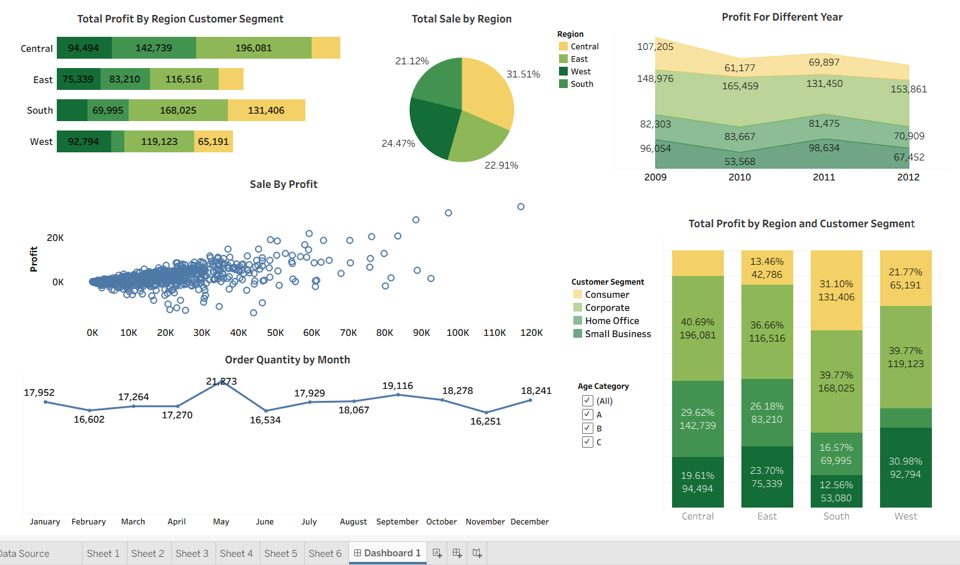 Total Profit By Region Customer Segment
Central
94,494
142,739
196,081
East
75,339
83,210
116,516
South
69,995
168,025
131,406
West
92,794
119,123
65,191
Total Sale by Region
21.12%
31.51%
24.47%
22.91%
Region
Central
East
West
South
Profit For Different Year
107,205
61,177
69,897
148,976
165,459
131,450
153,861
82,303
83,667
81,475
70,909
96,054
53,568
98,634
67,452
2009
2010
2011
2012
Sale By Profit
Profit
20K
0K
0K
10K
20K
30K
40K
50K
60K
70K
80K
90K
100K
110K
120K
Order Quantity by Month
17,952
16,602
17,264
17,270
21,873
16,534
17,929
18,067
19,116
18,278
16,251
18,241
January
February
March
April
May
June
July
August
September
October
November
December
Customer Segment
Consumer
Corporate
Home Office
Small Business
Age Category
(All)
A
B
C
Total Profit by Region and Customer Segment
40.69%
196,081
29.62%
142,739
19.61%
94,494
13.46%
42,786
36.66%
116,516
26.18%
83,210
23.70%
75,339
31.10%
131,406
39.77%
168,025
16.57%
69,995
12.56%
53,080
21.77%
65,191
39.77%
119,123
30.98%
92,794
Central
East
South
West
Data Source
Sheet 1
Sheet 2
Sheet 3
Sheet 4
Sheet 5
Sheet 6
Dashboard 1